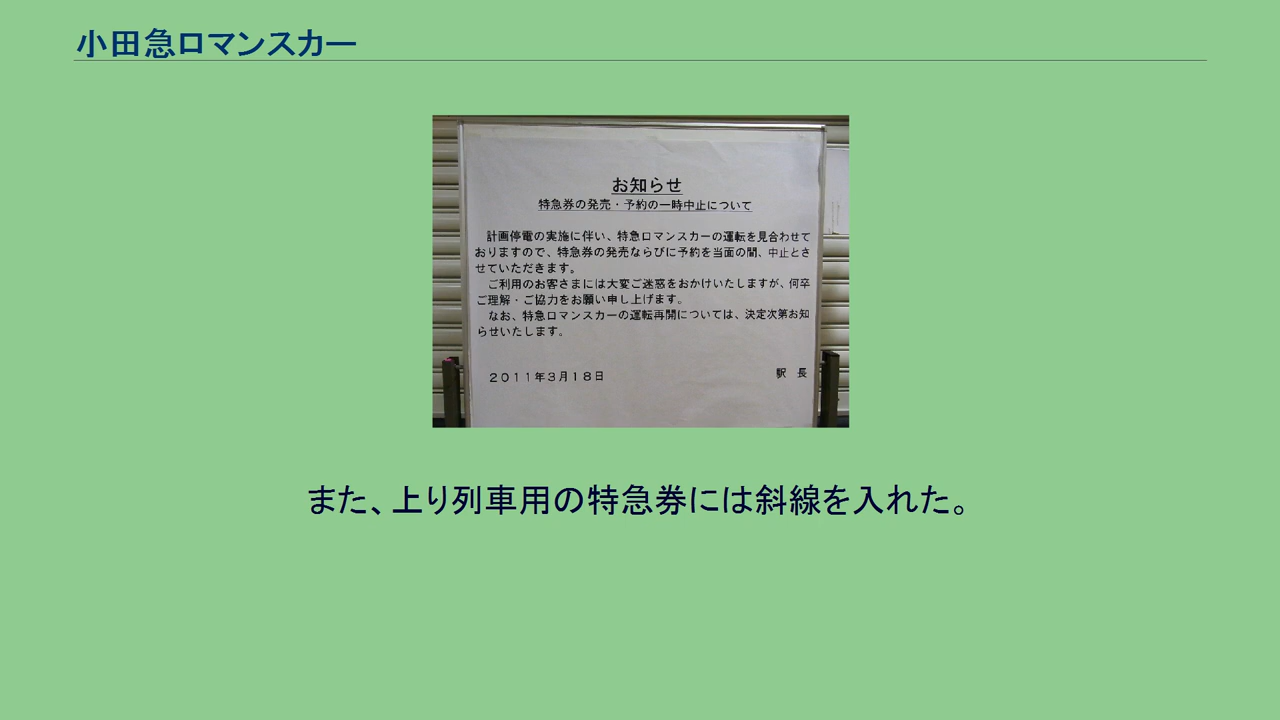 小田急ロマンスカー
お知らせ
特急券の発売・予約の一時中止について
計画停電の実施に伴い、特急ロマンスカーの運転を見合わせて
おりますので、特急券の発売ならびに予約を当面の間、中止とさ
せていただきます。
ご利用のお客さまには大変ご迷惑をおかけいたしますが、何卒
ご理解・ご協力をお願い申し上げます。
なお、特急ロマンスカーの運転再開については、決定次第お知
らせいたします。
2011年3月18日 駅 長
また、上り列車用の特急券には斜線を入れた。